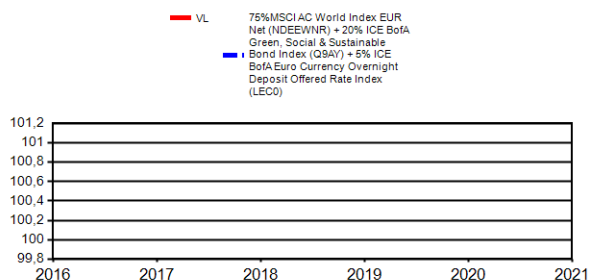 VL
75%MSCI AC World Index EUR
Net (NDEEWNR) + 20% ICE BofA
Green, Social & Sustainable
Bond Index (Q9AY) + 5% ICE
BofA Euro Currency Overnight
Deposit Offered Rate Index
(LEC0)
101,2
101
100,8
100,6
100,4
100,2
100
99,8
2016 2017 2018 2019 2020 2021